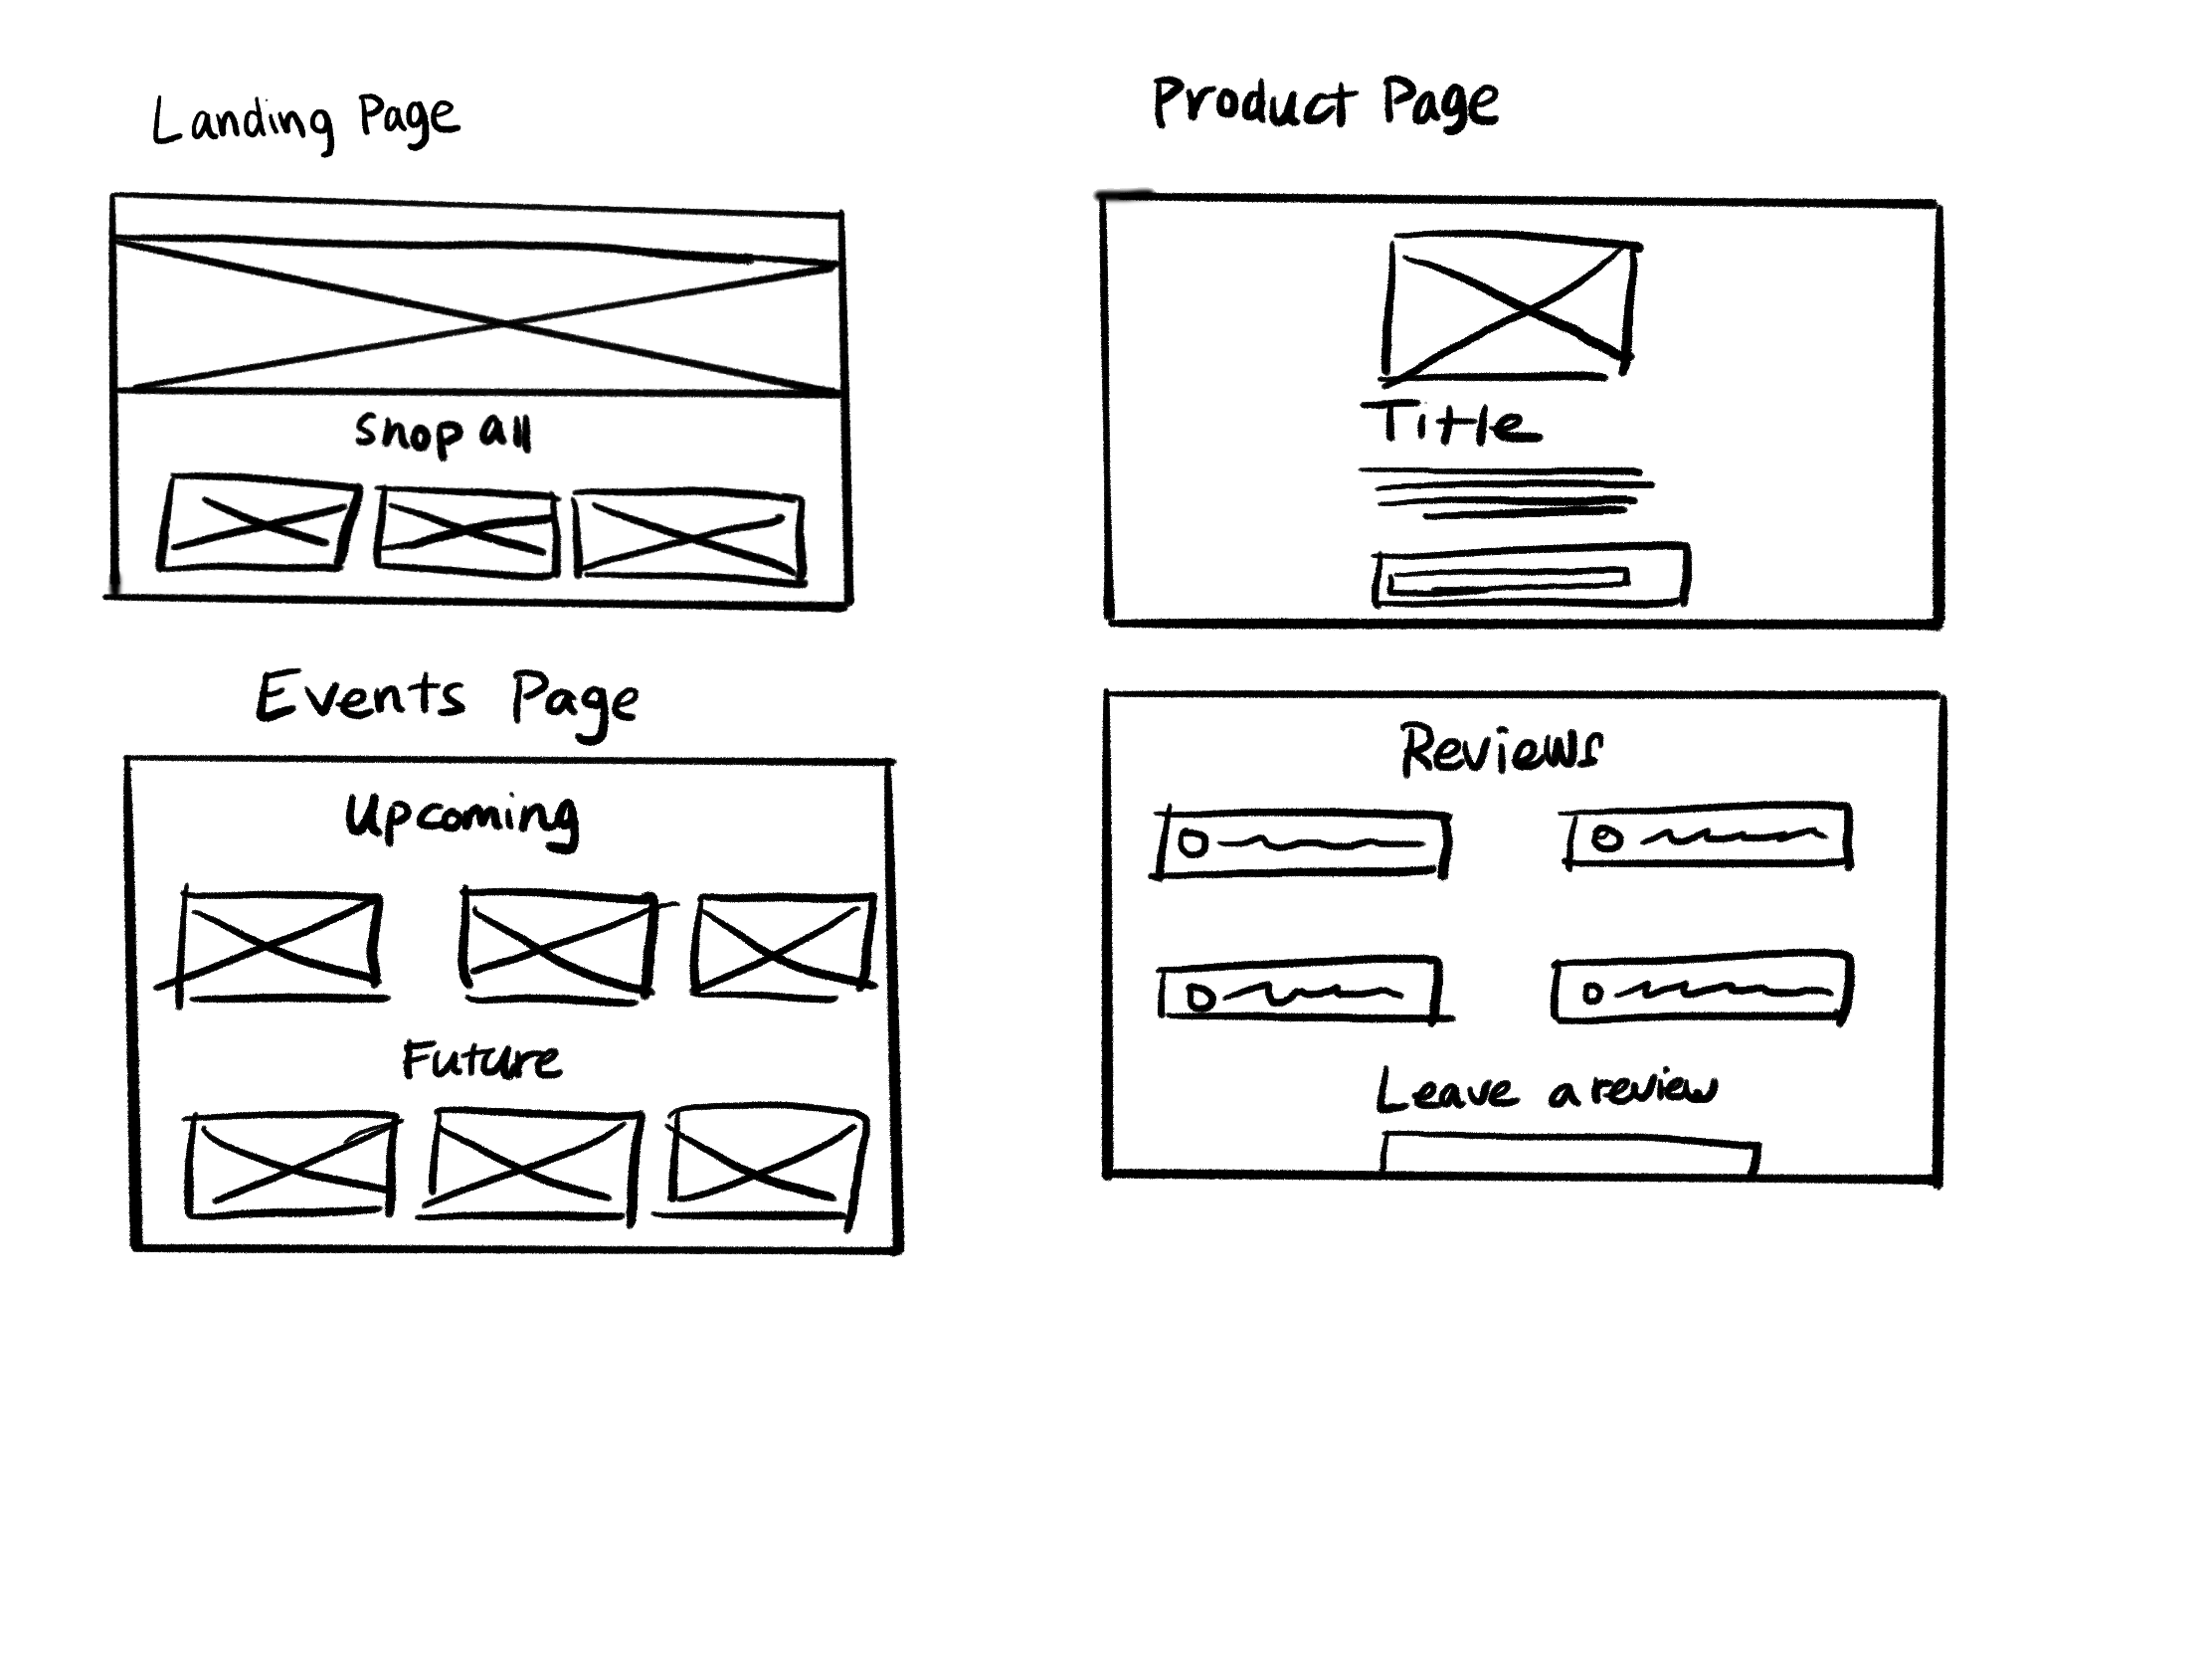 Landing Page
Shop all
Events Page
Upcoming
Future
Product Page
Title
Reviews
Leave a review